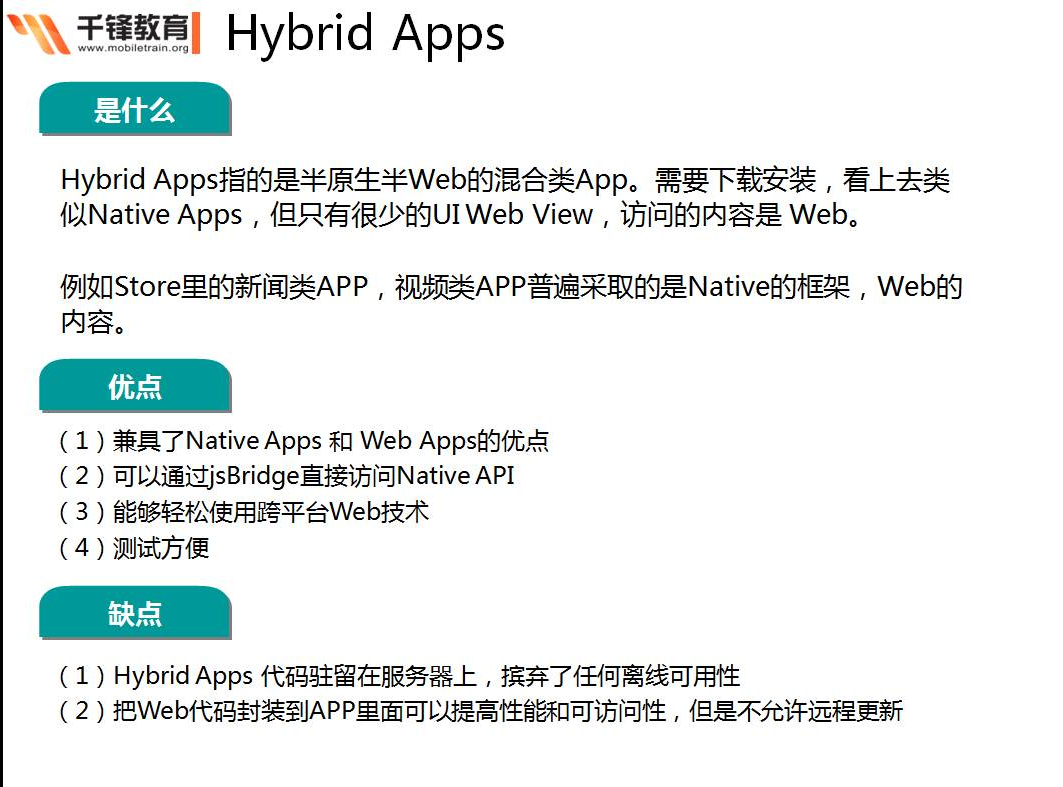 千锋教育
www.mobiletrain.org
Hybrid Apps
是什么
Hybrid Apps指的是半原生半Web的混合类App。需要下载安装，看上去类
似Native Apps，但只有很少的UI Web View，访问的内容是 Web。
例如Store里的新闻类APP，视频类APP普遍采取的是Native的框架，Web的
内容。
优点
（1）兼具了Native Apps 和 Web Apps的优点
（2）可以通过jsBridge直接访问Native API
（3）能够轻松使用跨平台Web技术
（4）测试方便
缺点
（1）Hybrid Apps 代码驻留在服务器上，摈弃了任何离线可用性
（2）把Web代码封装到APP里面可以提高性能和可访问性，但是不允许远程更新